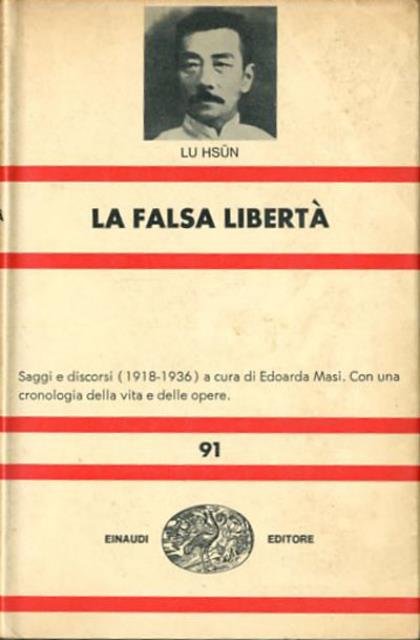 LU HSÜN
LA FALSA LIBERTÀ
Saggi e discorsi (1918-1936) a cura di Edoarda Masi. Con una
cronologia della vita e delle opere.
91
EINAUDI EDITORE